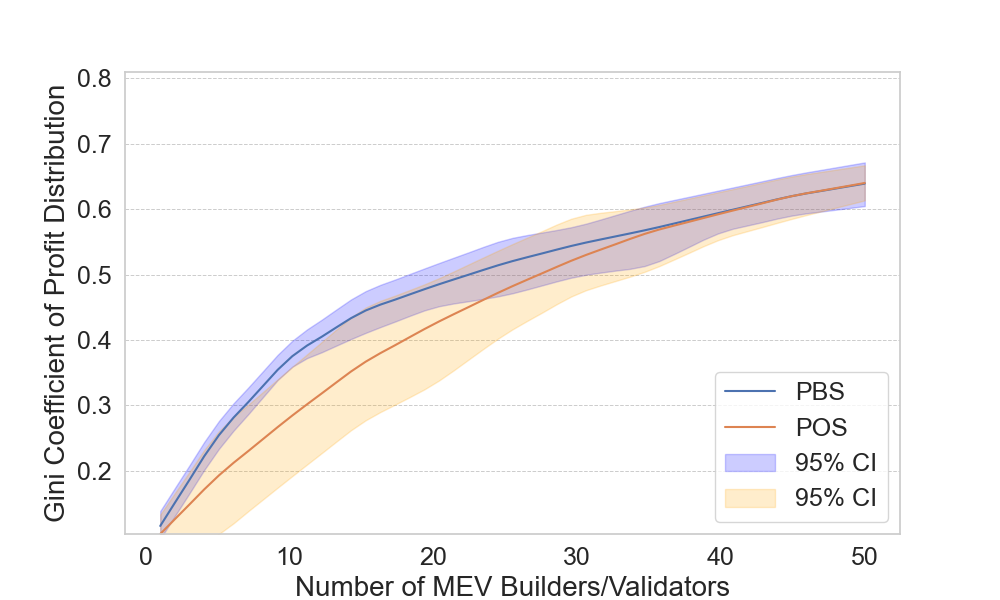 0.8
0.7
0.6
0.5
0.4
0.3
0.2
Gini Coefficient of Profit Distribution
PBS
POS
95% CI
95% CI
0 10 20 30 40 50
Number of MEV Builders/Validators